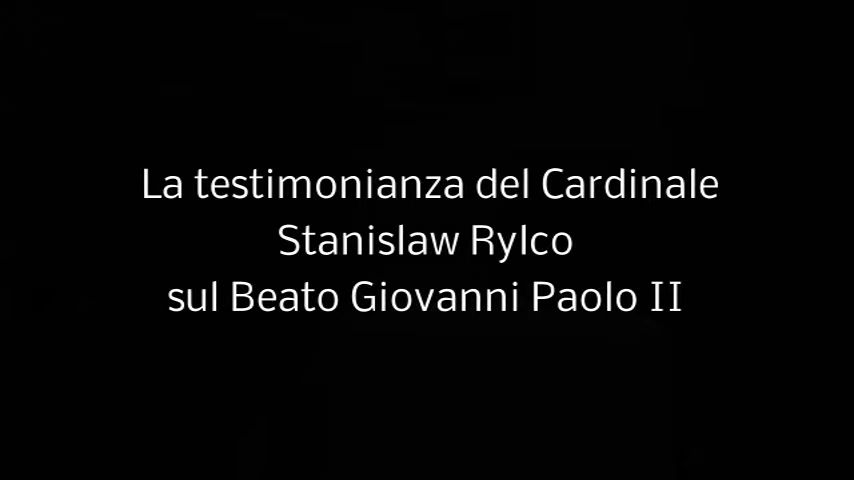 La testimonianza del Cardinale
Stanislaw Rylco
sul Beato Giovanni Paolo II